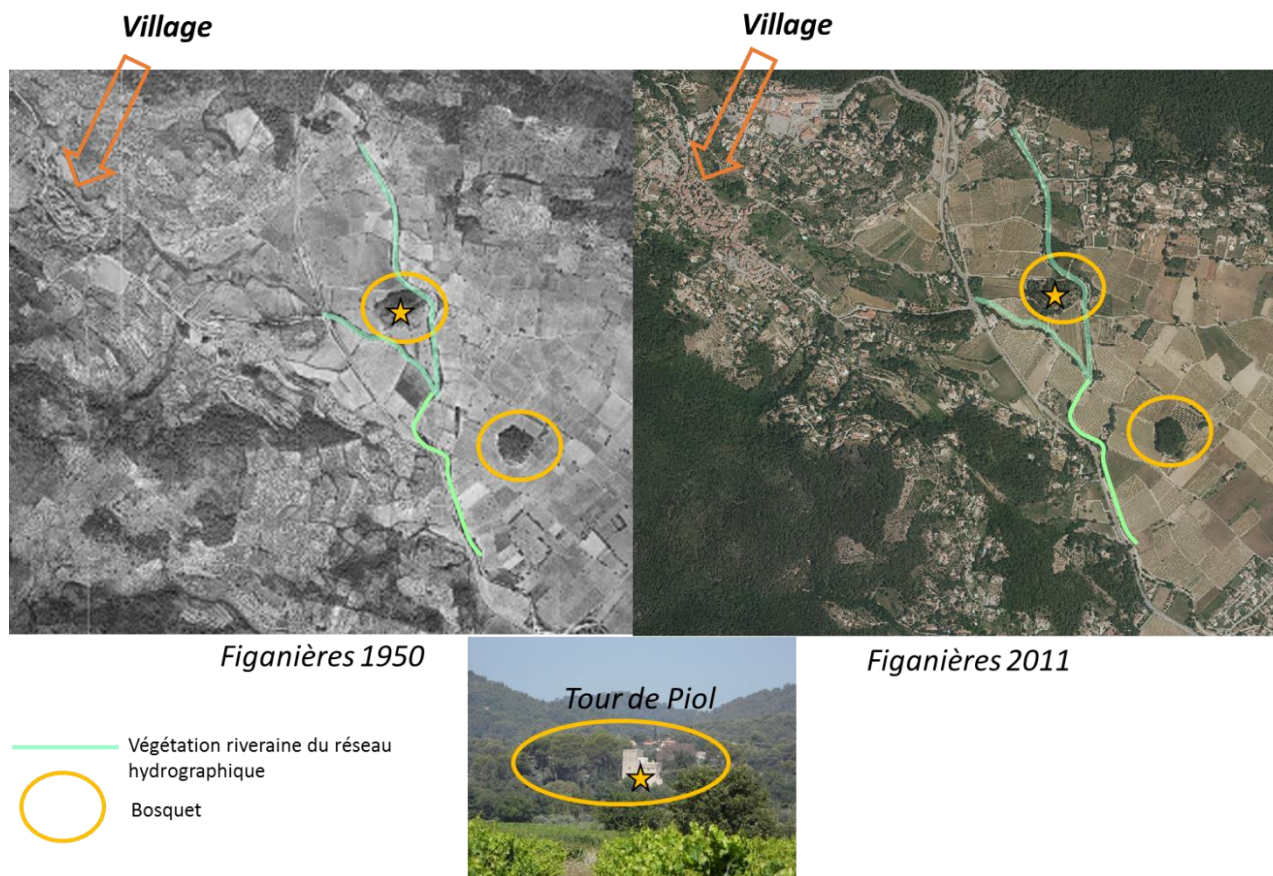 Village
Village
Figanières 1950
Figanières 2011
Tour de Piol
Végétation riveraine du réseau
hydrographique
Bosquet